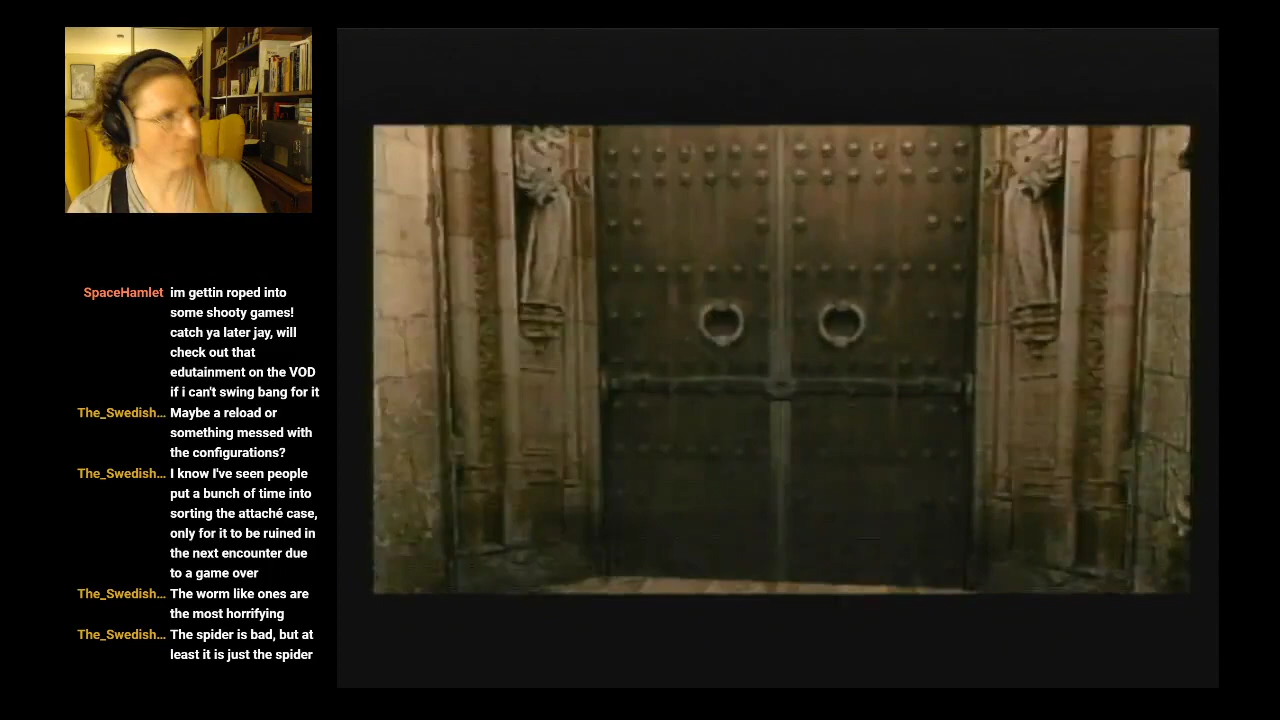 SpaceHamlet im gettin roped into
some shooty games!
catch ya later jay, will
check out that
edutainment on the VOD
if i can't swing bang for it
The_Swedish... Maybe a reload or
something messed with
the configurations?
The_Swedish... I know I've seen people
put a bunch of time into
sorting the attaché case,
only for it to be ruined in
the next encounter due
to a game over
The_Swedish... The worm like ones are
the most horrifying
The_Swedish... The spider is bad, but at
least it is just the spider